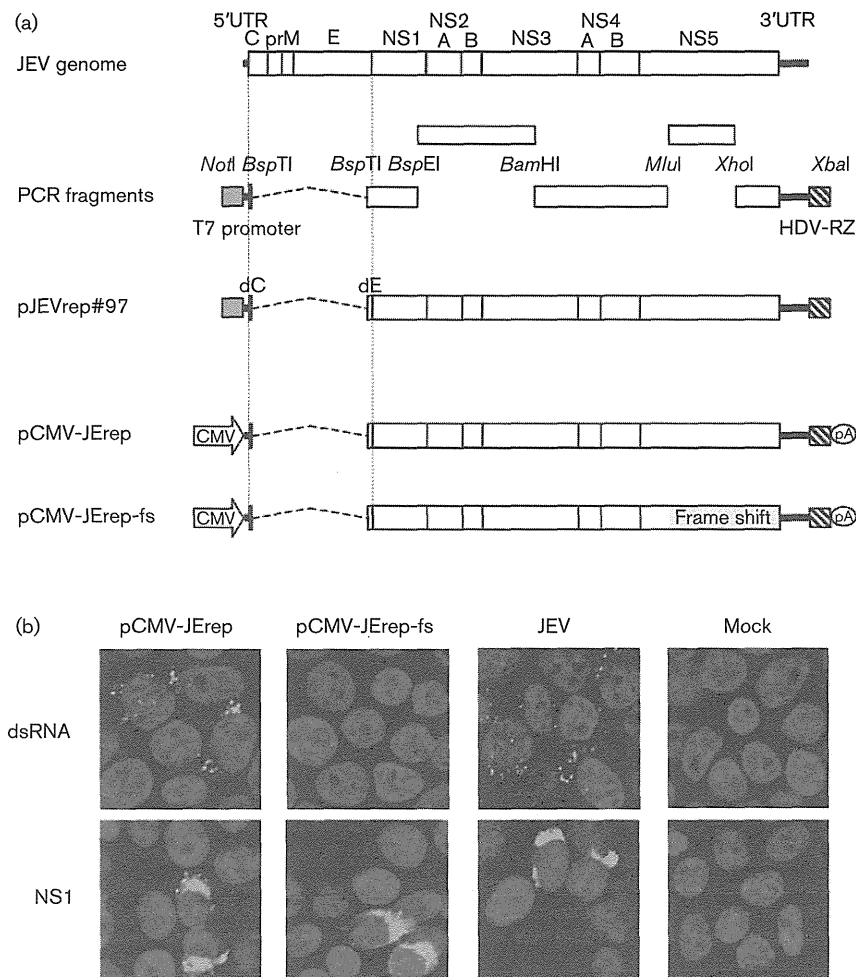 (a)
5′UTR
NS2
NS4
3′UTR
C prM E NS1 A B NS3 A B NS5
JEV genome
NotI BspTI BspTI BspEI BamHI MluI XhoI XbaI
PCR fragments
T7 promoter
HDV-RZ
dC dE
pJEVrep#97
pCMV-JErep
CMV
pA
pCMV-JErep-fs
CMV
Frame shift
pA
(b)
pCMV-JErep pCMV-JErep-fs JEV Mock
dsRNA
NS1